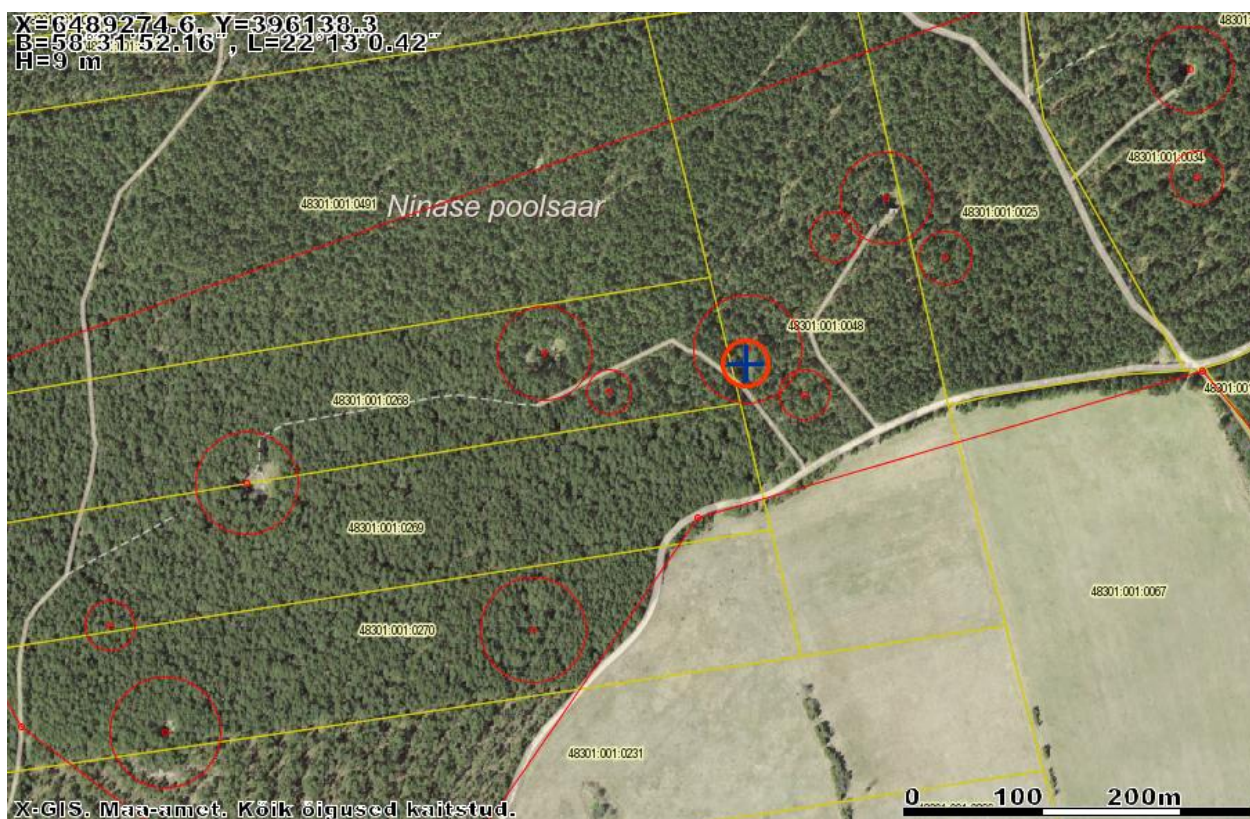 X=6489274.6, Y=396138.3
B=58°31'52.16", L=22°13'0.42"
H=9 m
48301:001:0034
48301:001:0491
Ninase poolsaar
48301:001:0025
48301:001:0048
48301:001:0268
48301:001:0269
48301:001:0067
48301:001:0270
48301:001:0231
X-GIS. Maa-amet. Kõik õigused kaitstud.
0 100 200m